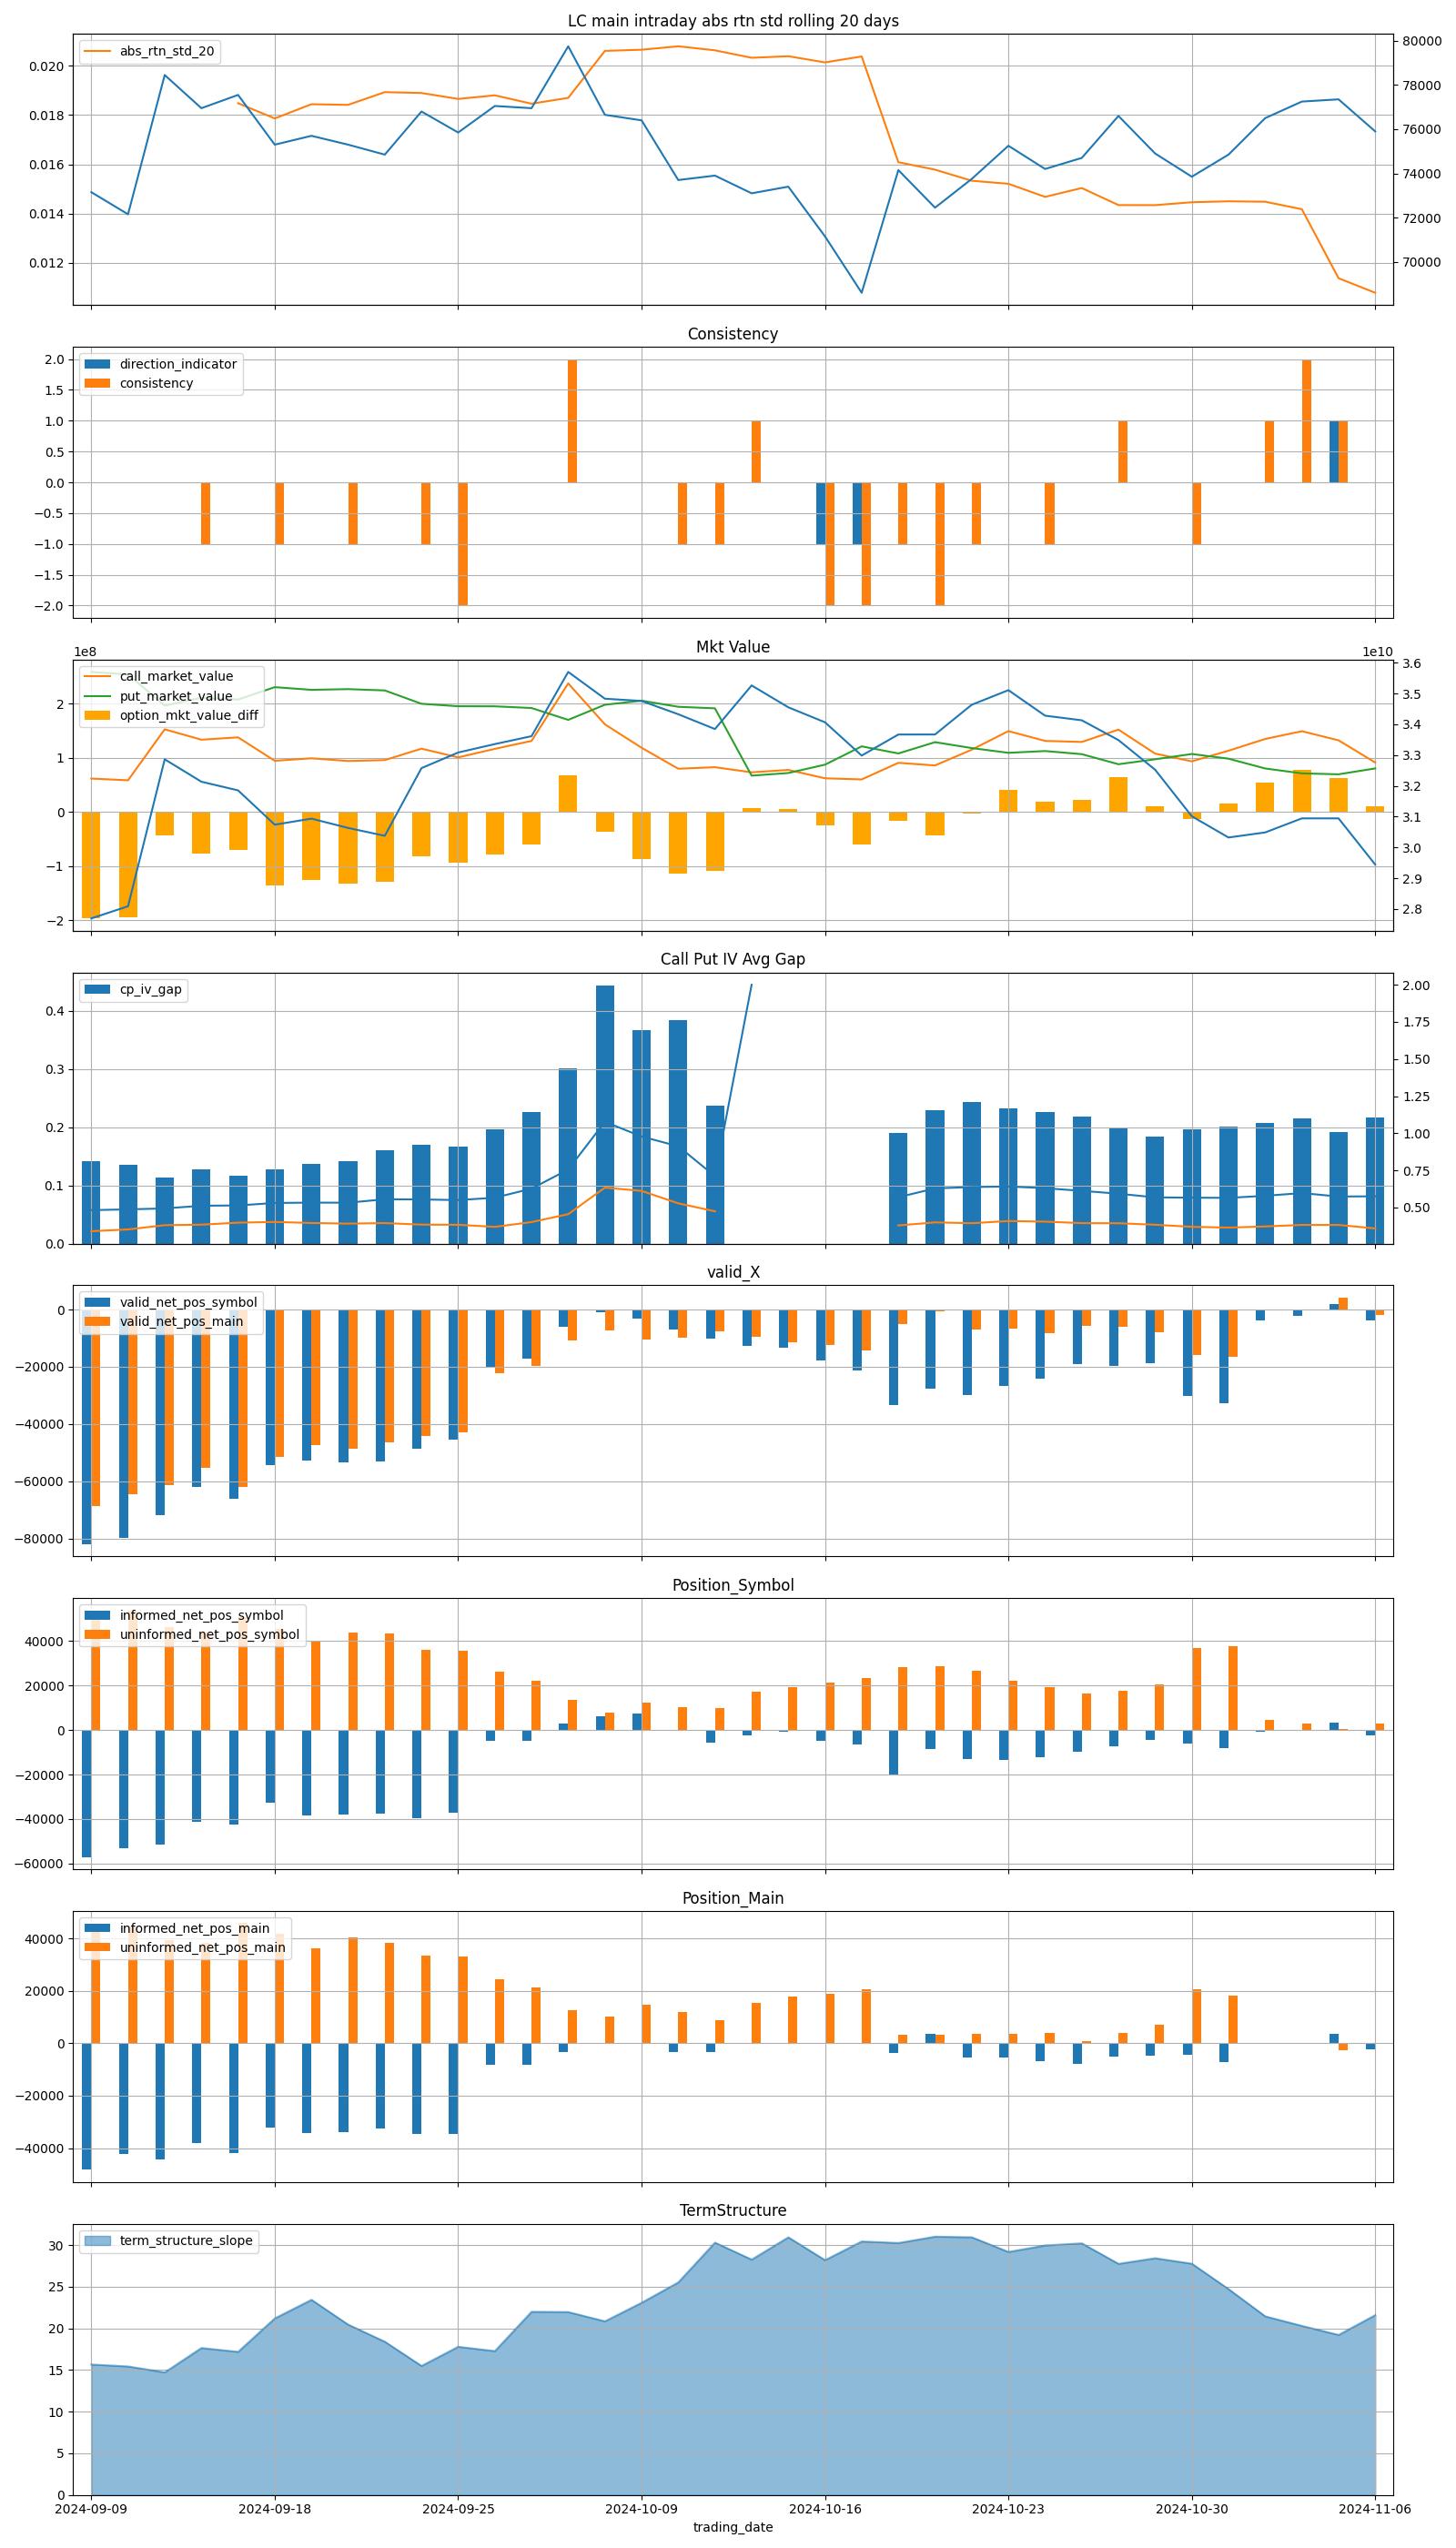 LC main intraday abs rtn std rolling 20 days
abs_rtn_std_20
0.020
0.018
0.016
0.014
0.012
80000
78000
76000
74000
72000
70000
Consistency
direction_indicator
consistency
2.0
1.5
1.0
0.5
0.0
−0.5
−1.0
−1.5
−2.0
Mkt Value
1e8
1e10
call_market_value
put_market_value
option_mkt_value_diff
2
1
0
−1
−2
3.6
3.5
3.4
3.3
3.2
3.1
3.0
2.9
2.8
Call Put IV Avg Gap
cp_iv_gap
0.4
0.3
0.2
0.1
0.0
2.00
1.75
1.50
1.25
1.00
0.75
0.50
valid_X
valid_net_pos_symbol
valid_net_pos_main
0
−20000
−40000
−60000
−80000
Position_Symbol
informed_net_pos_symbol
uninformed_net_pos_symbol
40000
20000
0
−20000
−40000
−60000
Position_Main
informed_net_pos_main
uninformed_net_pos_main
40000
20000
0
−20000
−40000
TermStructure
term_structure_slope
30
25
20
15
10
5
0
2024-09-09 2024-09-18 2024-09-25 2024-10-09 2024-10-16 2024-10-23 2024-10-30 2024-11-06
trading_date